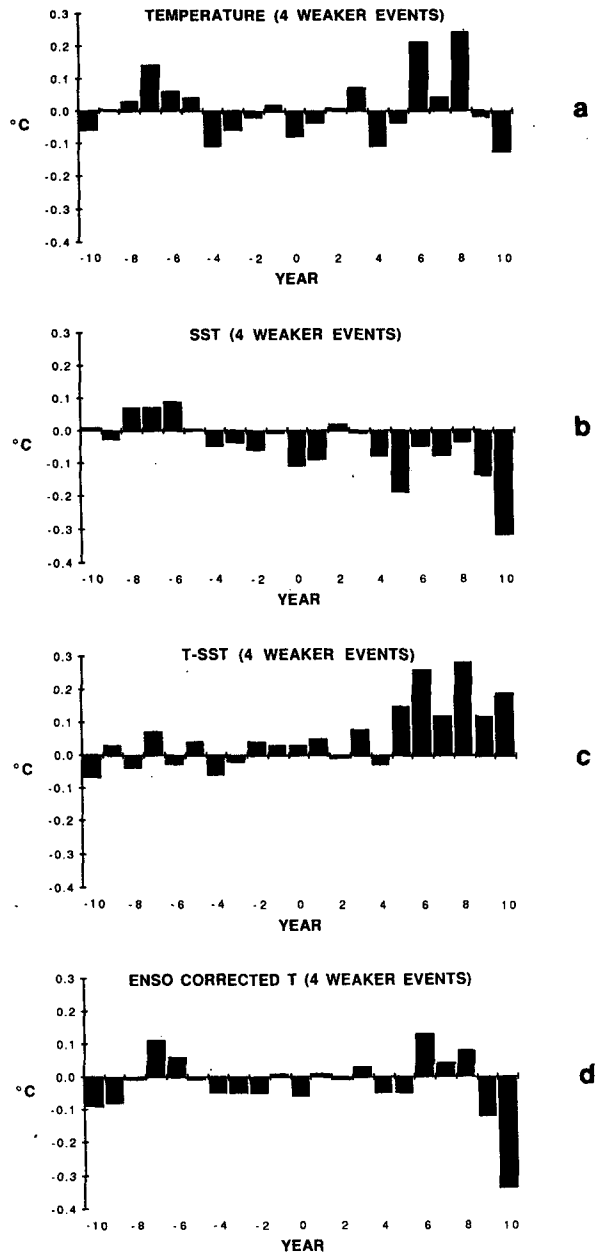 TEMPERATURE (4 WEAKER EVENTS)
0.3
0.2
0.1
0.0
-0.1
-0.2
-0.3
-0.4
°C
-10 -8 -6 -4 -2 0 2 4 6 8 10
YEAR
a
SST (4 WEAKER EVENTS)
0.3
0.2
0.1
0.0
-0.1
-0.2
-0.3
-0.4
°C
-10 -8 -6 -4 -2 0 2 4 6 8 10
YEAR
b
T-SST (4 WEAKER EVENTS)
0.3
0.2
0.1
0.0
-0.1
-0.2
-0.3
-0.4
°C
-10 -8 -6 -4 -2 0 2 4 6 8 10
YEAR
c
ENSO CORRECTED T (4 WEAKER EVENTS)
0.3
0.2
0.1
0.0
-0.1
-0.2
-0.3
-0.4
°C
-10 -8 -6 -4 -2 0 2 4 6 8 10
YEAR
d